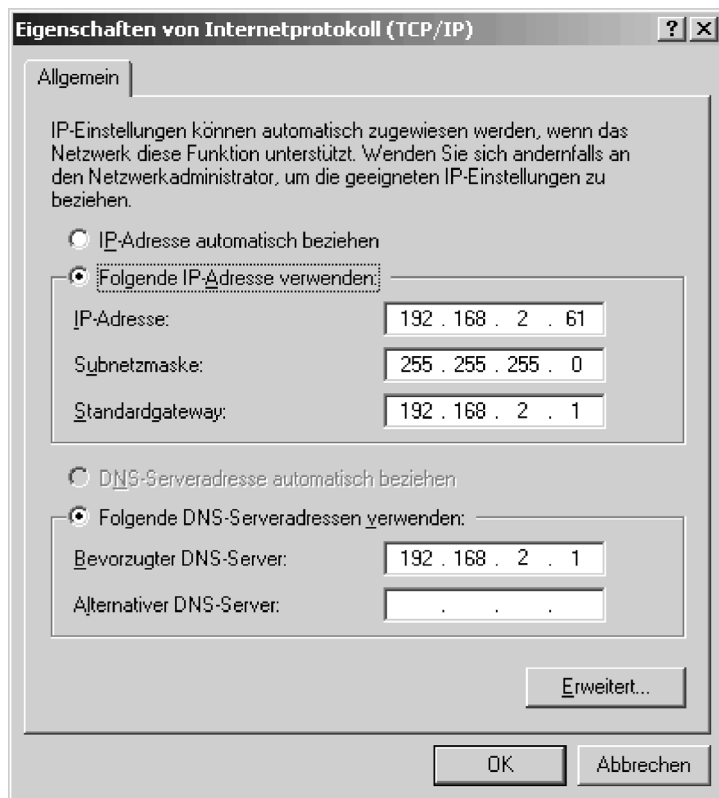 Eigenschaften von Internetprotokoll (TCP/IP)
Allgemein
IP-Einstellungen können automatisch zugewiesen werden, wenn das
Netzwerk diese Funktion unterstützt. Wenden Sie sich andernfalls an
den Netzwerkadministrator, um die geeigneten IP-Einstellungen zu
beziehen.
IP-Adresse automatisch beziehen
Folgende IP-Adresse verwenden:
IP-Adresse: 192 . 168 . 2 . 61
Subnetzmaske: 255 . 255 . 255 . 0
Standardgateway: 192 . 168 . 2 . 1
DNS-Serveradresse automatisch beziehen
Folgende DNS-Serveradressen verwenden:
Bevorzugter DNS-Server: 192 . 168 . 2 . 1
Alternativer DNS-Server: . . .
Erweitert...
OK Abbrechen